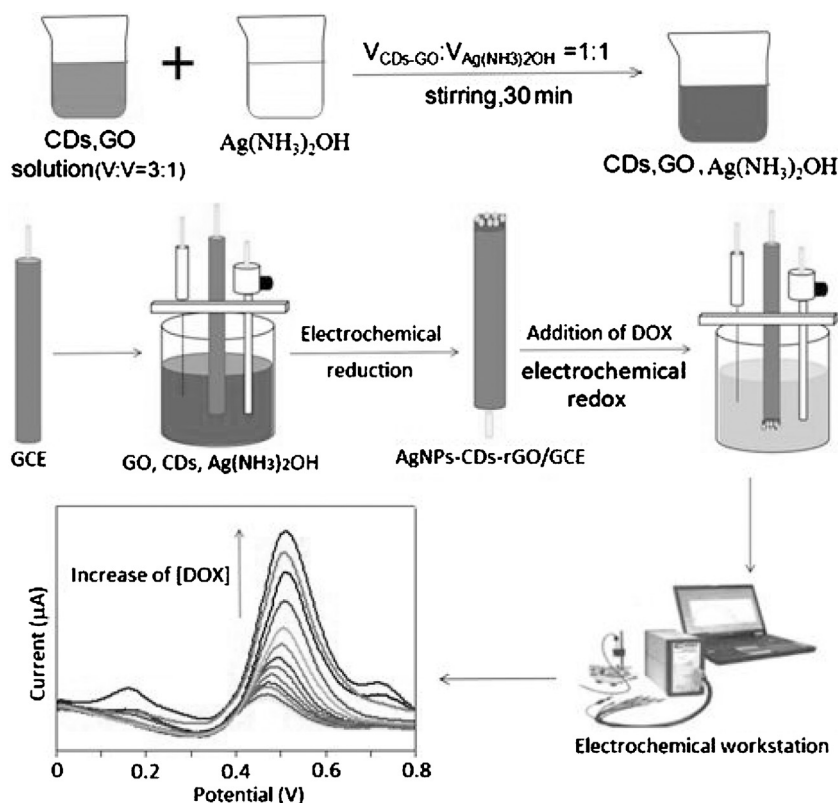 V_CDs-GO:V_Ag(NH3)2OH =1:1
stirring,30 min
CDs,GO
solution(V:V=3:1)
Ag(NH₃)₂OH
CDs,GO,Ag(NH₃)₂OH
Electrochemical
reduction
Addition of DOX
electrochemical
redox
GCE
GO, CDs, Ag(NH₃)₂OH
AgNPs-CDs-rGO/GCE
Increase of [DOX]
Current (μA)
0 0.2 0.4 0.6 0.8
Potential (V)
Electrochemical workstation